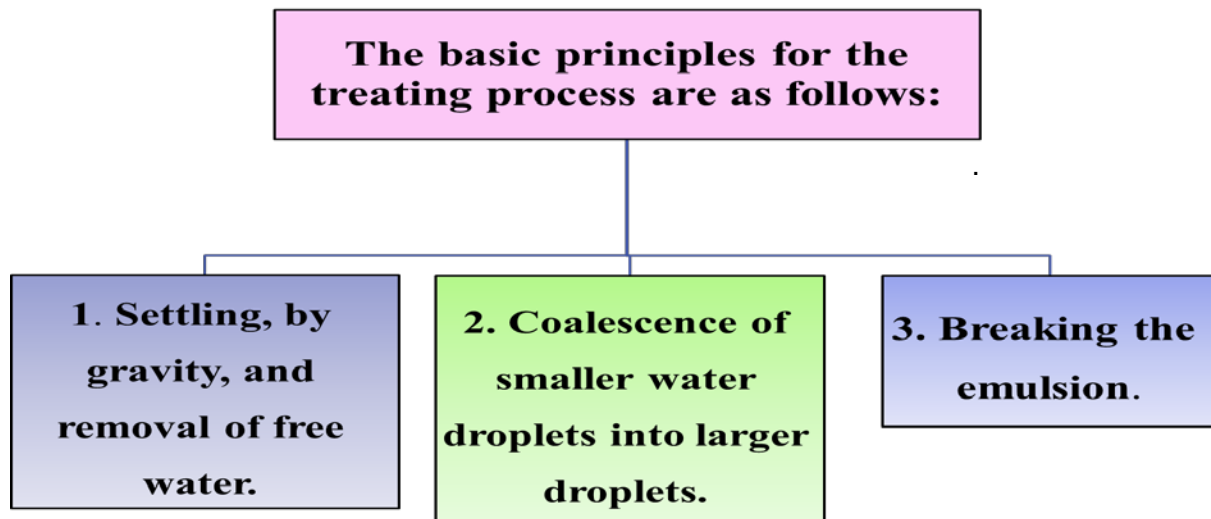 The basic principles for the
treating process are as follows:
.
1. Settling, by
gravity, and
removal of free
water.
2. Coalescence of
smaller water
droplets into larger
droplets.
3. Breaking the
emulsion.